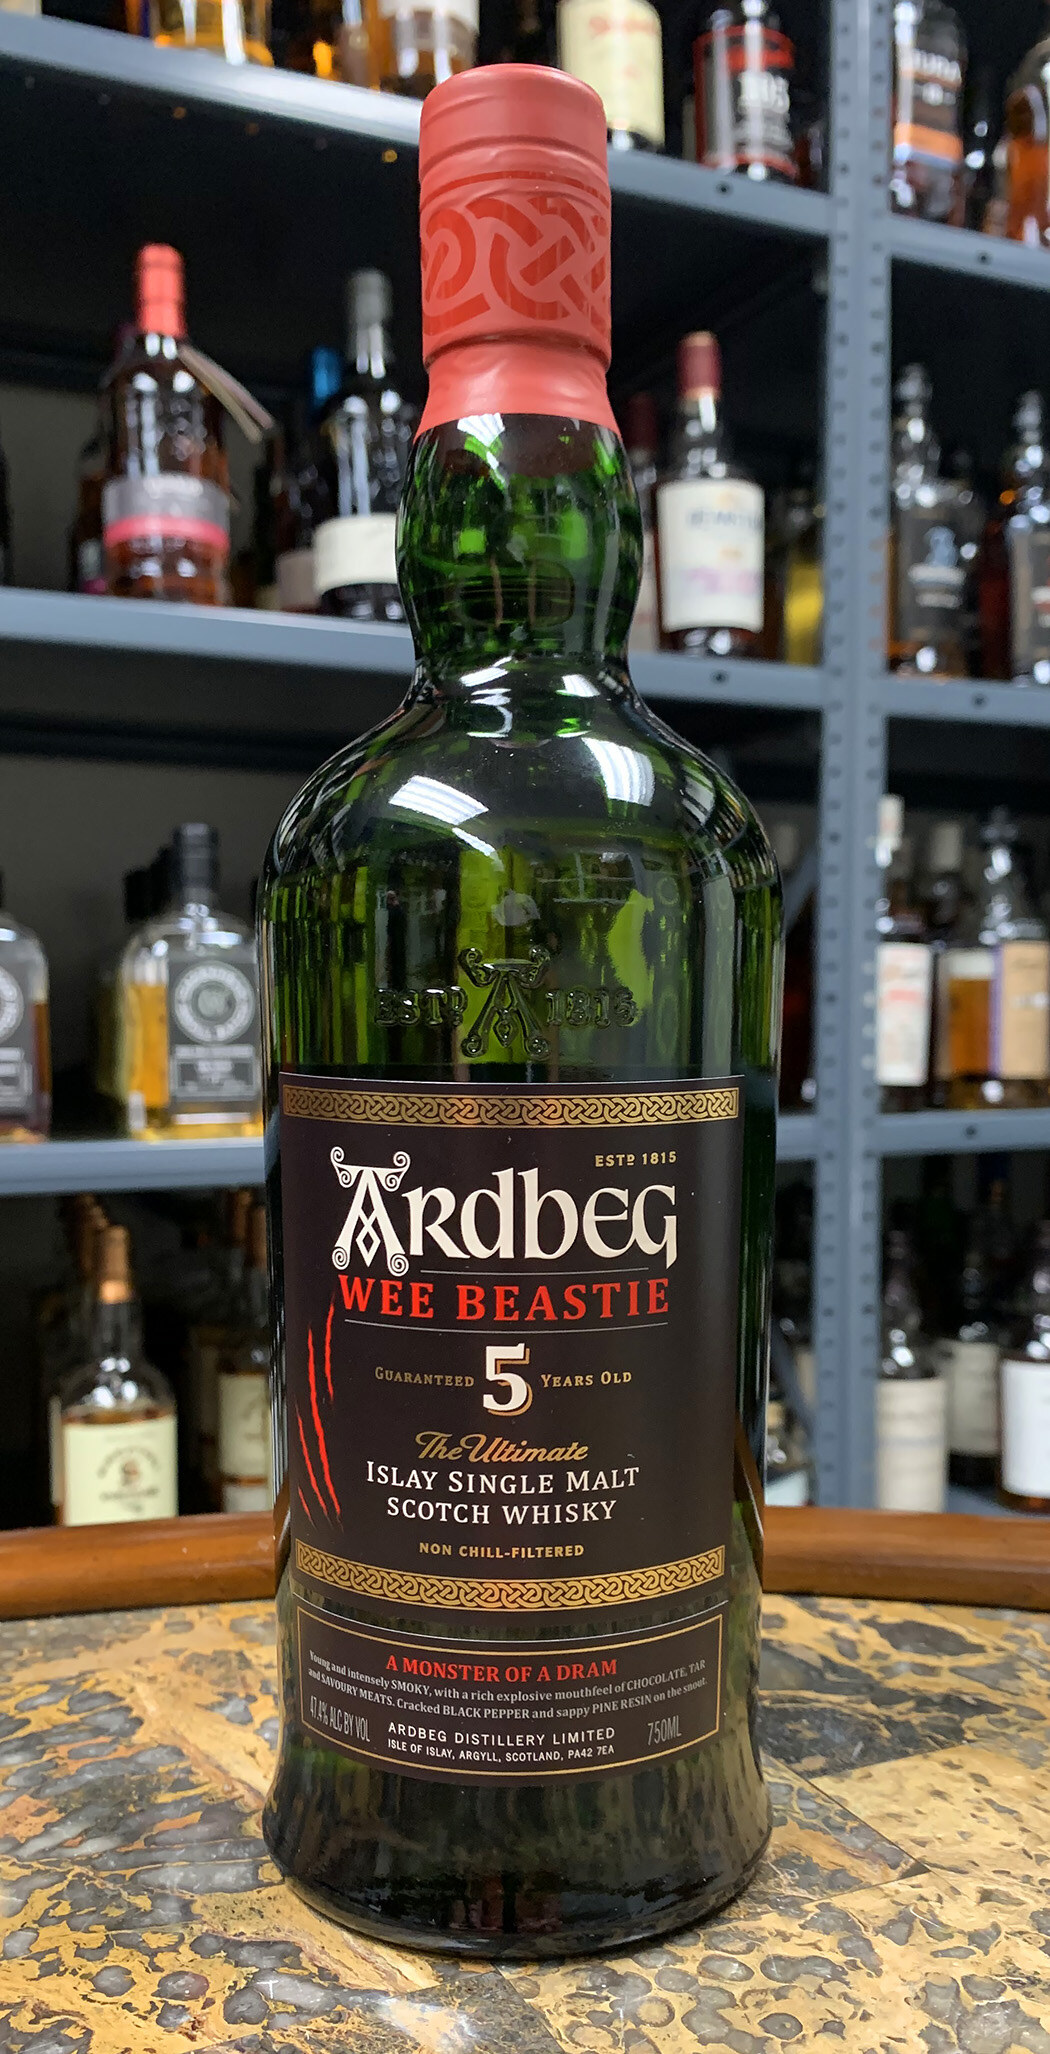 ESTD 1815
ESTD 1815
ARDBEG
WEE BEASTIE
GUARANTEED 5 YEARS OLD
The Ultimate
ISLAY SINGLE MALT
SCOTCH WHISKY
NON CHILL-FILTERED
A MONSTER OF A DRAM
Young and intensely SMOKY, with a rich explosive mouthfeel of CHOCOLATE, TAR
and SAVOURY MEATS. Cracked BLACK PEPPER and sappy PINE RESIN on the snout.
47.4% ALC BY VOL
ARDBEG DISTILLERY LIMITED
ISLE OF ISLAY, ARGYLL, SCOTLAND, PA42 7EA
750ML